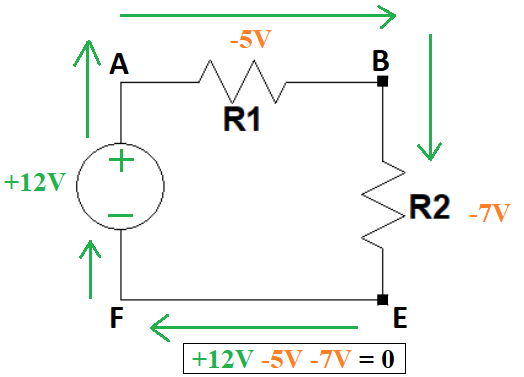 -5V
A
B
R1
+
+12V
−
R2
-7V
F
E
+12V -5V -7V = 0